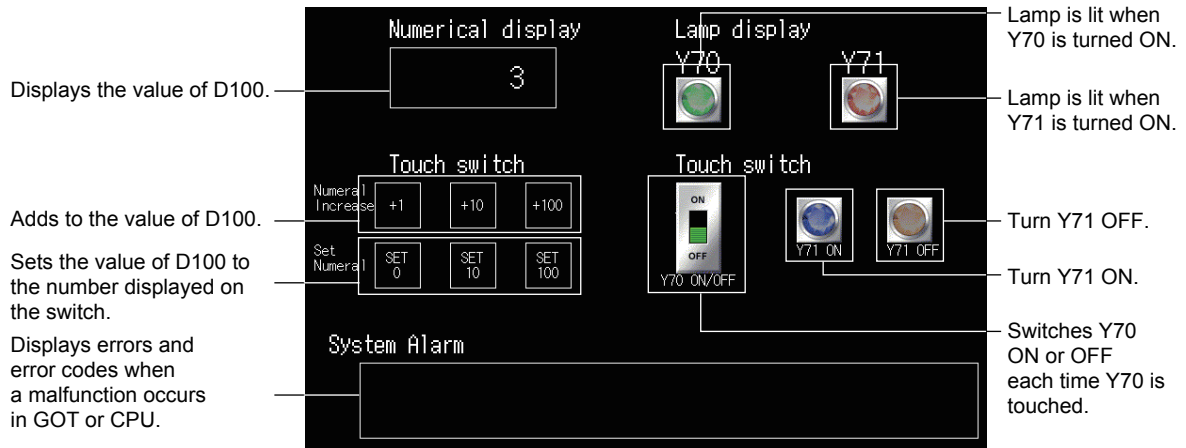 Numerical display
Lamp display
Lamp is lit when
Y70 is turned ON.
3
Y70
Y71
Displays the value of D100.
Lamp is lit when
Y71 is turned ON.
Touch switch
Touch switch
Numeral
Increase
+1
+10
+100
ON
OFF
Y70 ON/OFF
Y71 ON
Y71 OFF
Adds to the value of D100.
Turn Y71 OFF.
Set
Numeral
SET
0
SET
10
SET
100
Sets the value of D100 to
the number displayed on
the switch.
Turn Y71 ON.
Displays errors and
error codes when
a malfunction occurs
in GOT or CPU.
System Alarm
Switches Y70
ON or OFF
each time Y70 is
touched.